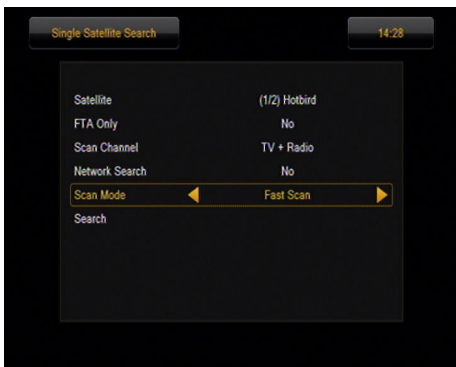 Single Satellite Search 14:28
Satellite (1/2) Hotbird
FTA Only No
Scan Channel TV + Radio
Network Search No
Scan Mode Fast Scan
Search